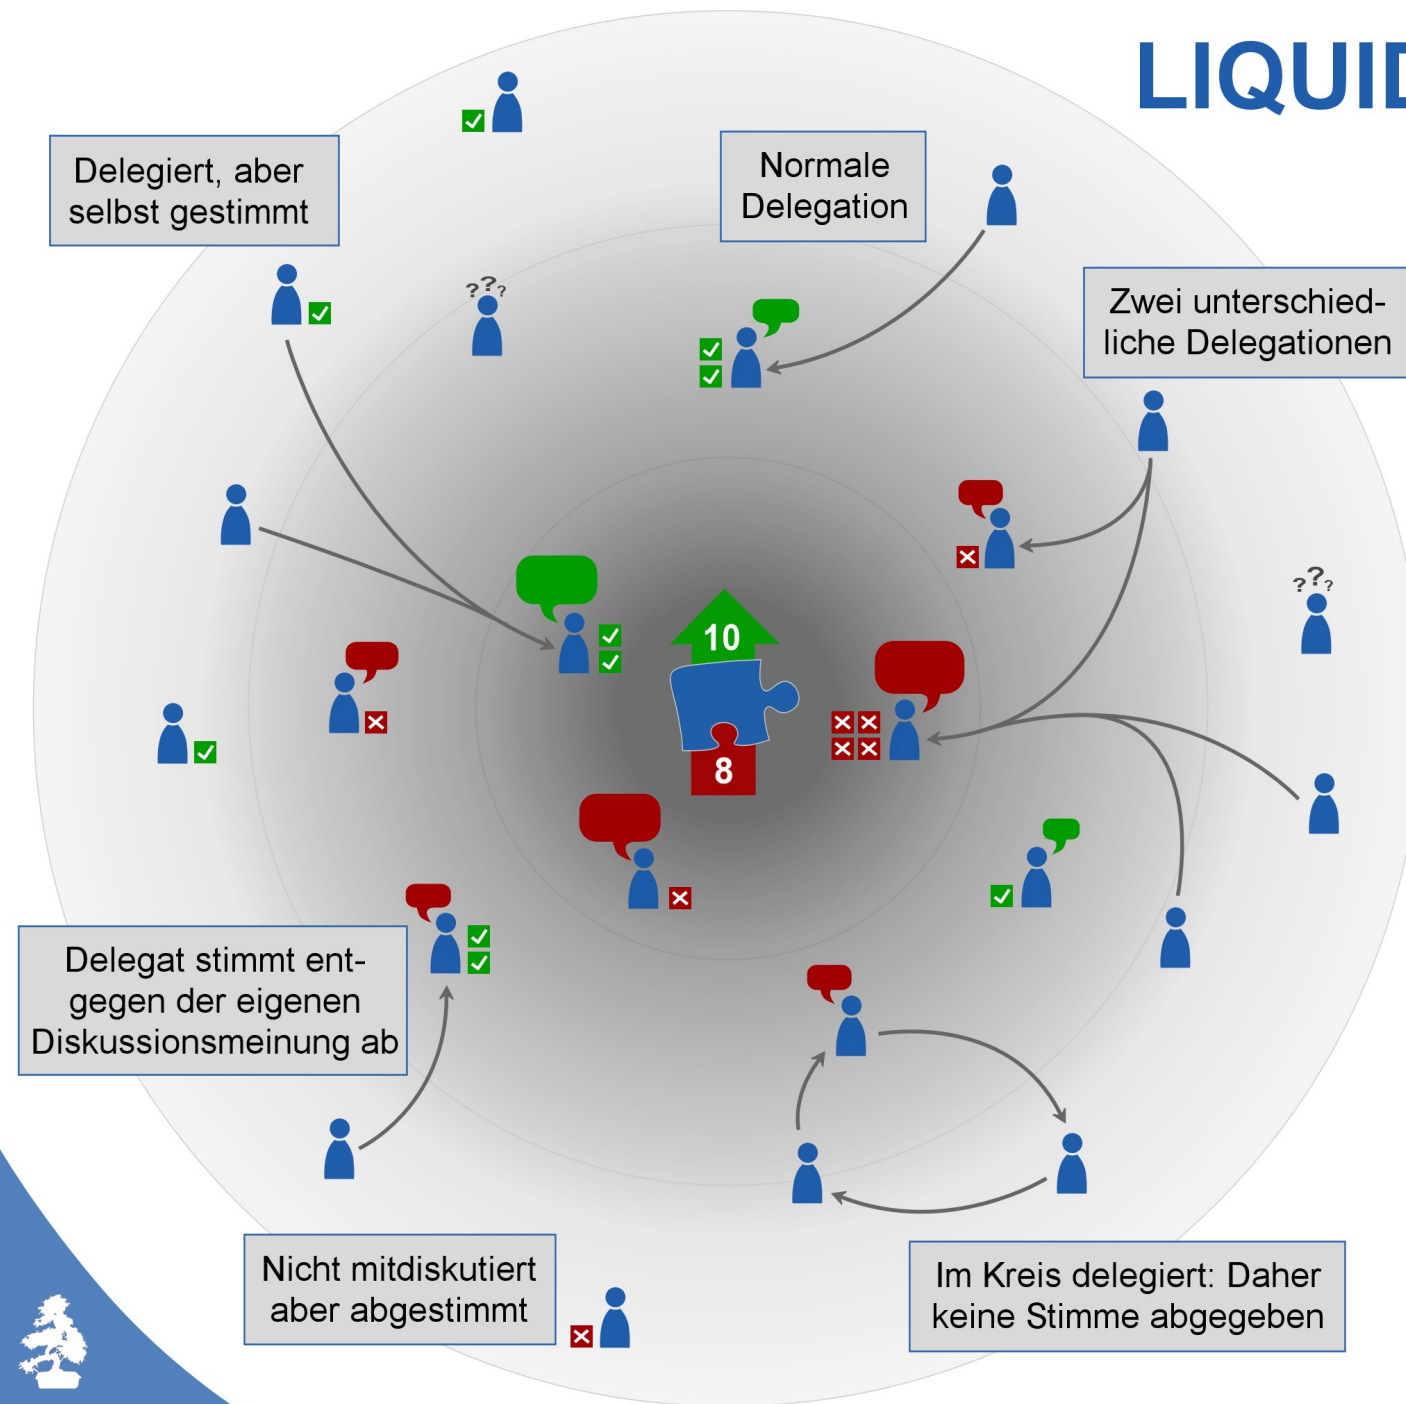 LIQUID
Delegiert, aber
selbst gestimmt
Normale
Delegation
Zwei unterschied-
liche Delegationen
???
???
10
8
Delegat stimmt ent-
gegen der eigenen
Diskussionsmeinung ab
Nicht mitdiskutiert
aber abgestimmt
Im Kreis delegiert: Daher
keine Stimme abgegeben